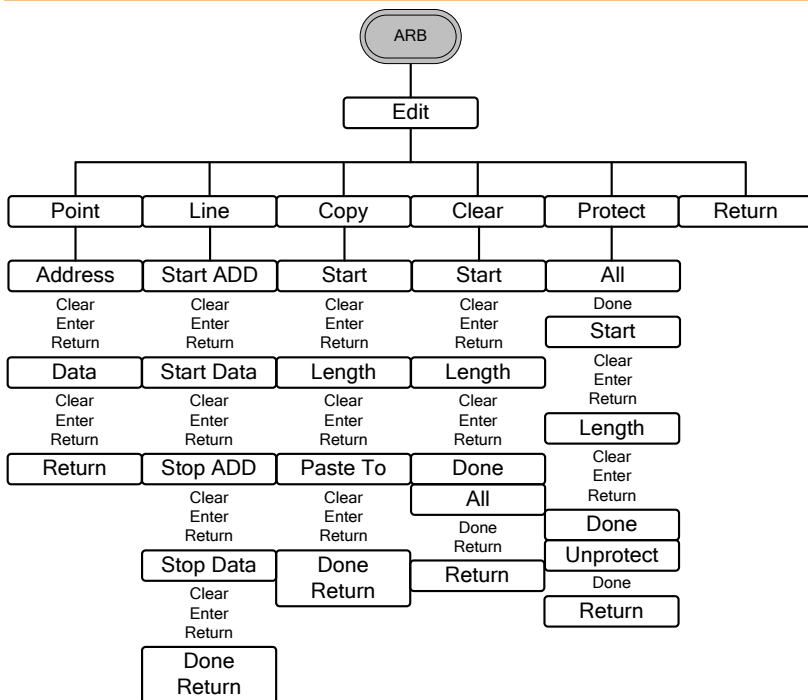 ARB
Edit
Point
Line
Copy
Clear
Protect
Return
Address
Clear
Enter
Return
Data
Clear
Enter
Return
Return
Start ADD
Clear
Enter
Return
Start Data
Clear
Enter
Return
Stop ADD
Clear
Enter
Return
Stop Data
Clear
Enter
Return
Done
Return
Start
Clear
Enter
Return
Length
Clear
Enter
Return
Paste To
Clear
Enter
Return
Done
Return
Start
Clear
Enter
Return
Length
Clear
Enter
Return
Done
All
Done
Return
Return
All
Done
Start
Clear
Enter
Return
Length
Clear
Enter
Return
Done
Unprotect
Done
Return